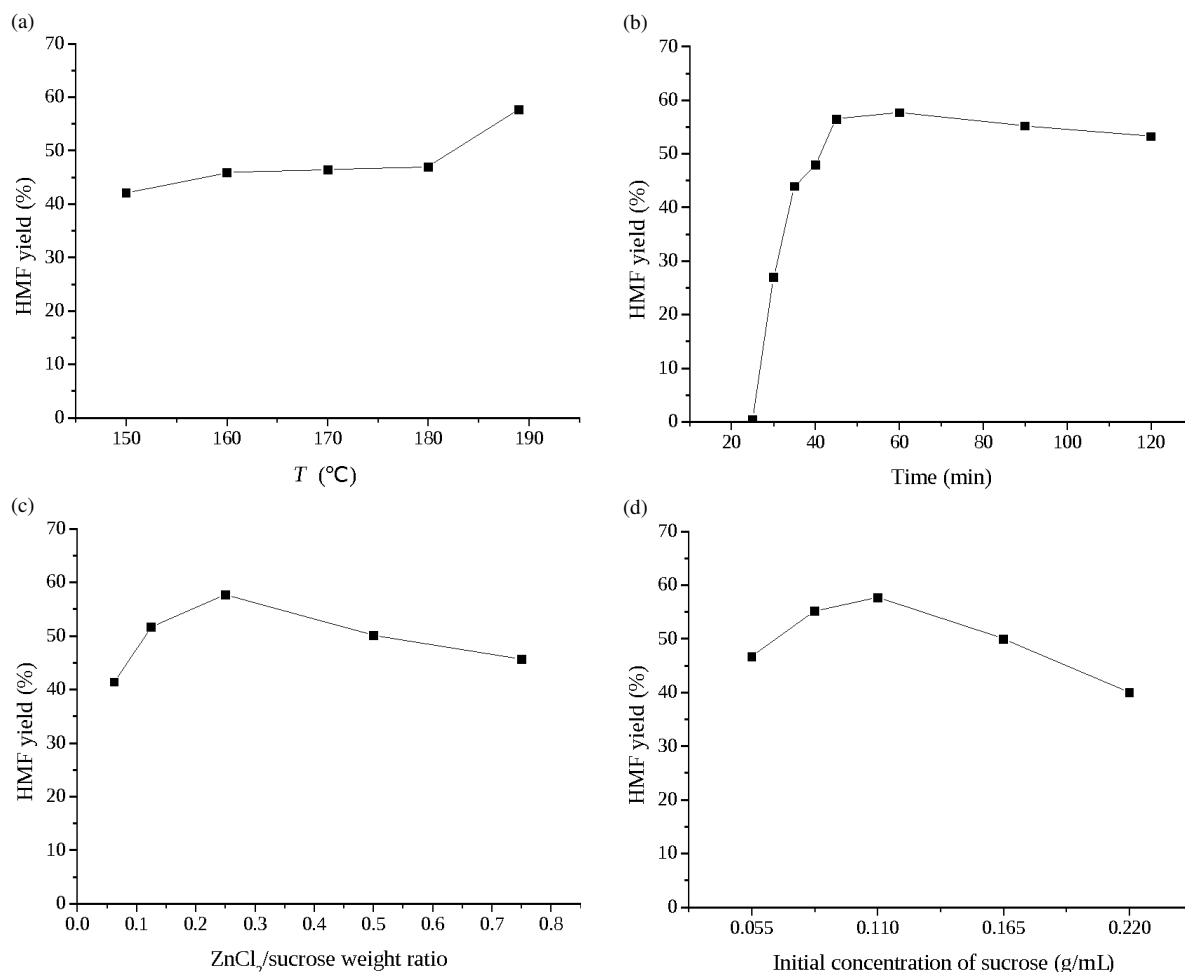 (a)
70
60
50
40
30
20
10
0
HMF yield (%)
150 160 170 180 190
T (℃)
(b)
70
60
50
40
30
20
10
0
HMF yield (%)
20 40 60 80 100 120
Time (min)
(c)
70
60
50
40
30
20
10
0
HMF yield (%)
0.0 0.1 0.2 0.3 0.4 0.5 0.6 0.7 0.8
ZnCl₂/sucrose weight ratio
(d)
70
60
50
40
30
20
10
0
HMF yield (%)
0.055 0.110 0.165 0.220
Initial concentration of sucrose (g/mL)